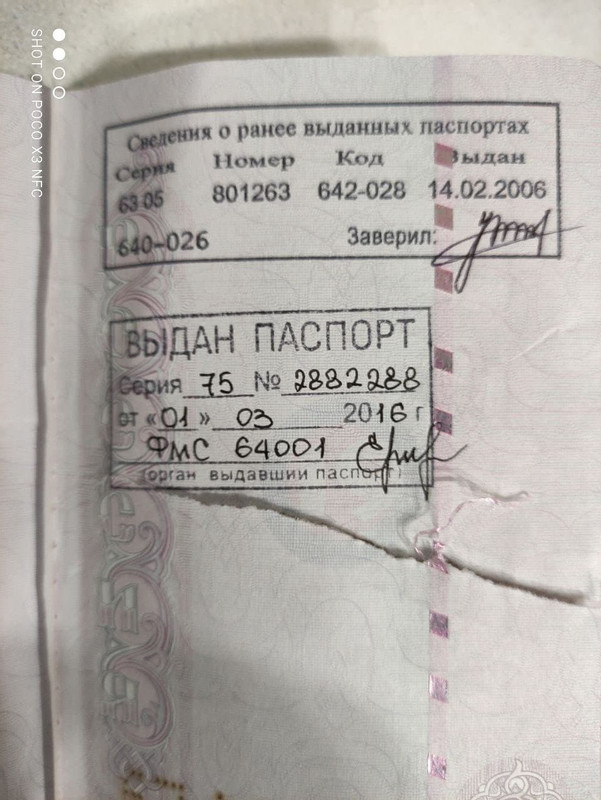 SHOT ON POCO X3 NFC
Сведения о ранее выданных паспортах
Серия Номер Код Выдан
63 05 801263 642-028 14.02.2006
640-026 Заверил:
ВЫДАН ПАСПОРТ
Серия 75 № 2882288
от «01» 03 2016 г.
ФМС 64001
(орган выдавший паспорт)